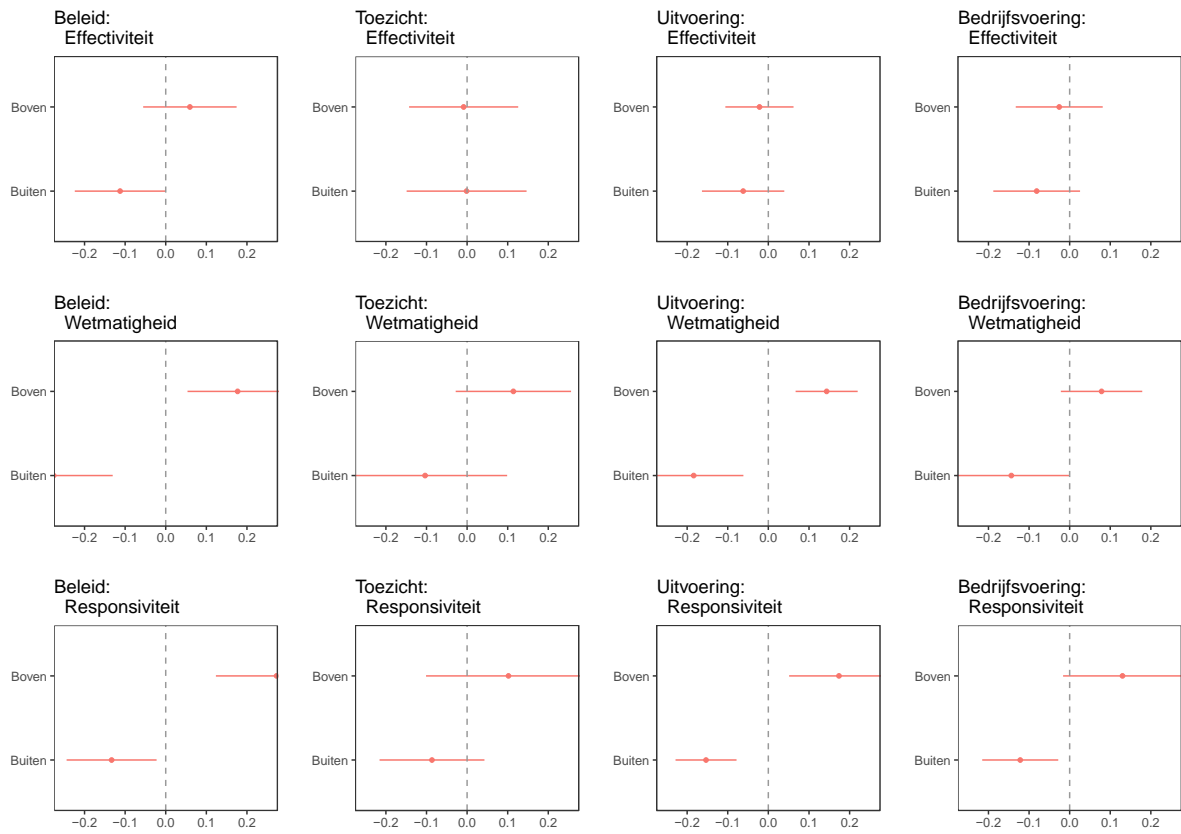 Beleid:
Effectiviteit
Boven
Buiten
−0.2 −0.1 0.0 0.1 0.2
Toezicht:
Effectiviteit
Boven
Buiten
−0.2 −0.1 0.0 0.1 0.2
Uitvoering:
Effectiviteit
Boven
Buiten
−0.2 −0.1 0.0 0.1 0.2
Bedrijfsvoering:
Effectiviteit
Boven
Buiten
−0.2 −0.1 0.0 0.1 0.2
Beleid:
Wetmatigheid
Boven
Buiten
−0.2 −0.1 0.0 0.1 0.2
Toezicht:
Wetmatigheid
Boven
Buiten
−0.2 −0.1 0.0 0.1 0.2
Uitvoering:
Wetmatigheid
Boven
Buiten
−0.2 −0.1 0.0 0.1 0.2
Bedrijfsvoering:
Wetmatigheid
Boven
Buiten
−0.2 −0.1 0.0 0.1 0.2
Beleid:
Responsiviteit
Boven
Buiten
−0.2 −0.1 0.0 0.1 0.2
Toezicht:
Responsiviteit
Boven
Buiten
−0.2 −0.1 0.0 0.1 0.2
Uitvoering:
Responsiviteit
Boven
Buiten
−0.2 −0.1 0.0 0.1 0.2
Bedrijfsvoering:
Responsiviteit
Boven
Buiten
−0.2 −0.1 0.0 0.1 0.2